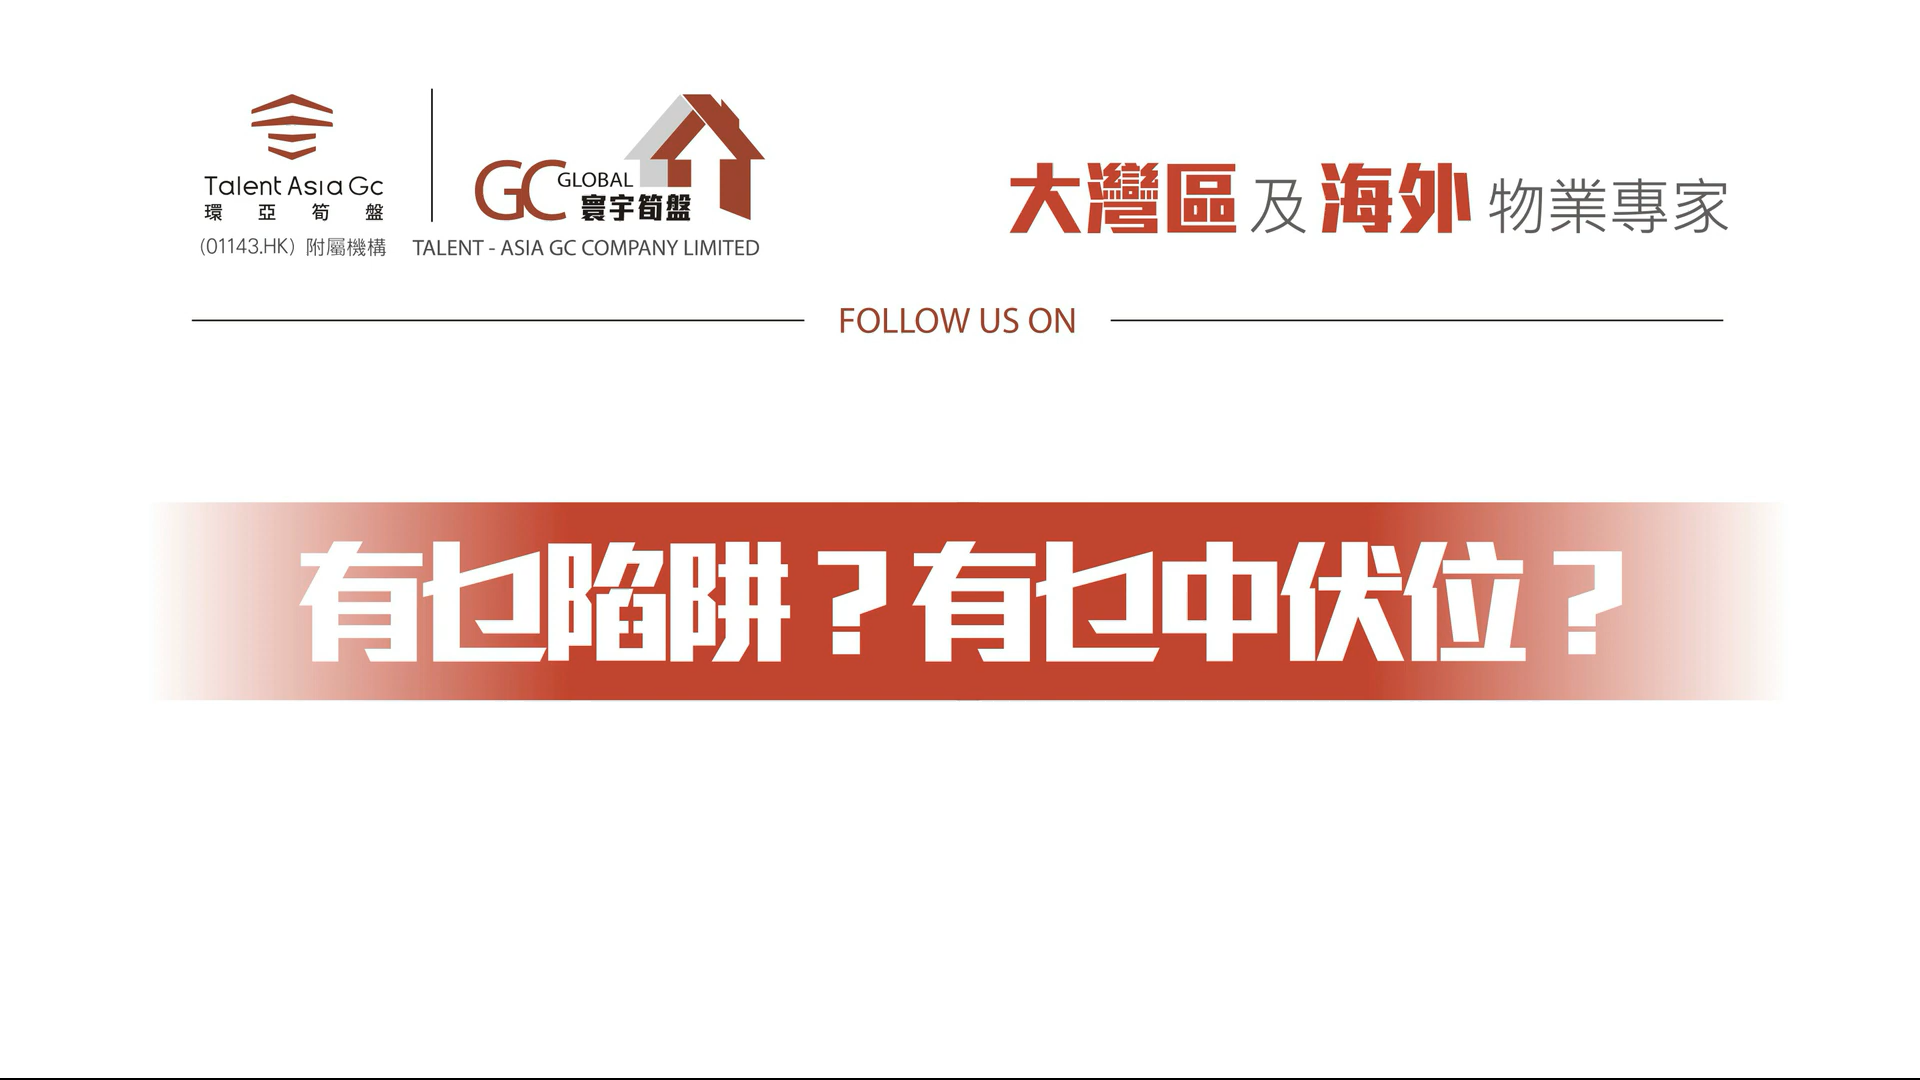 Talent Asia Gc
環亞筍盤
(01143.HK) 附屬機構
GC GLOBAL
寰宇筍盤
TALENT - ASIA GC COMPANY LIMITED
大灣區及海外物業專家
FOLLOW US ON
有乜陷阱？有乜中伏位？